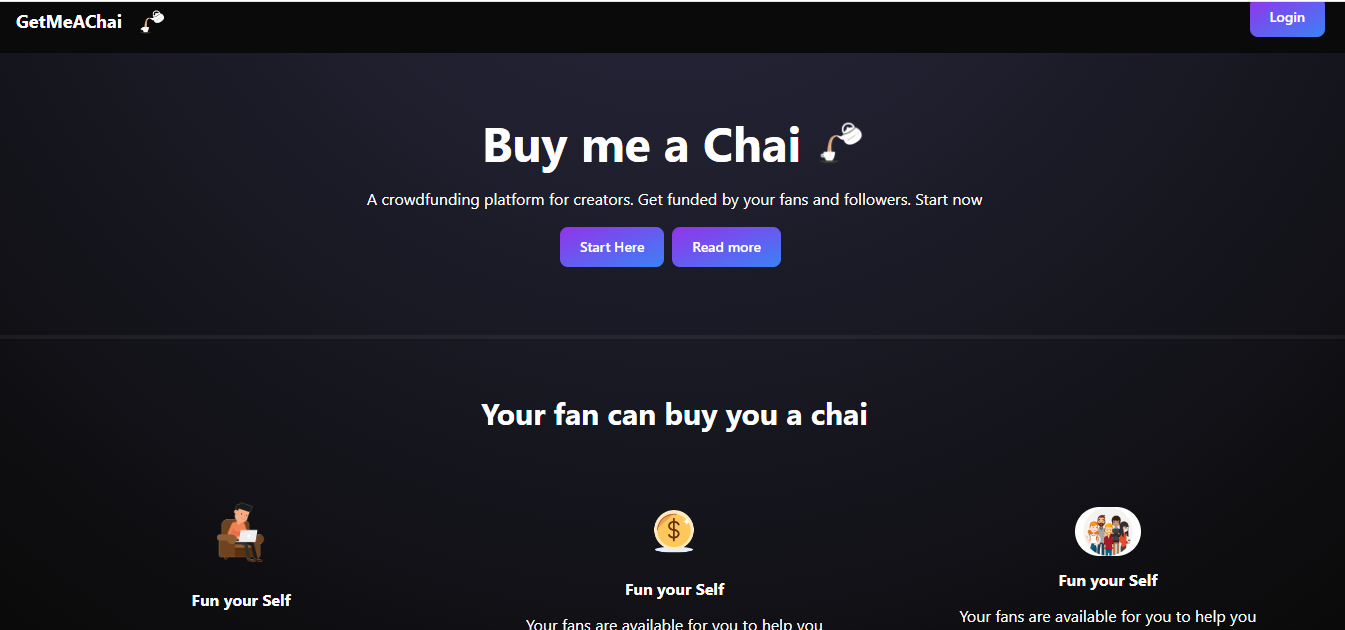 GetMeAChai
Login
Buy me a Chai
A crowdfunding platform for creators. Get funded by your fans and followers. Start now
Start Here
Read more
Your fan can buy you a chai
$
Fun your Self
Fun your Self
Your fans are available for you to help you
Fun your Self
Your fans are available for you to help you